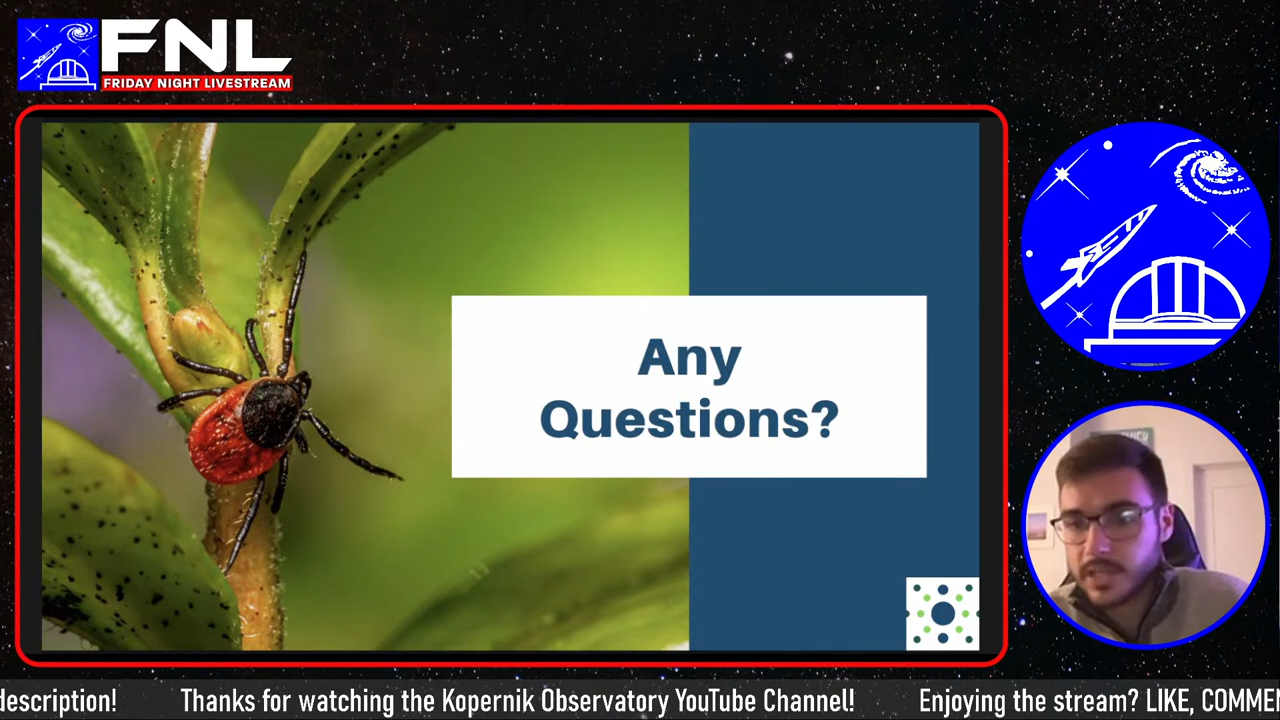 FNL
FRIDAY NIGHT LIVESTREAM
Any
Questions?
description! Thanks for watching the Kopernik Observatory YouTube Channel! Enjoying the stream? LIKE,